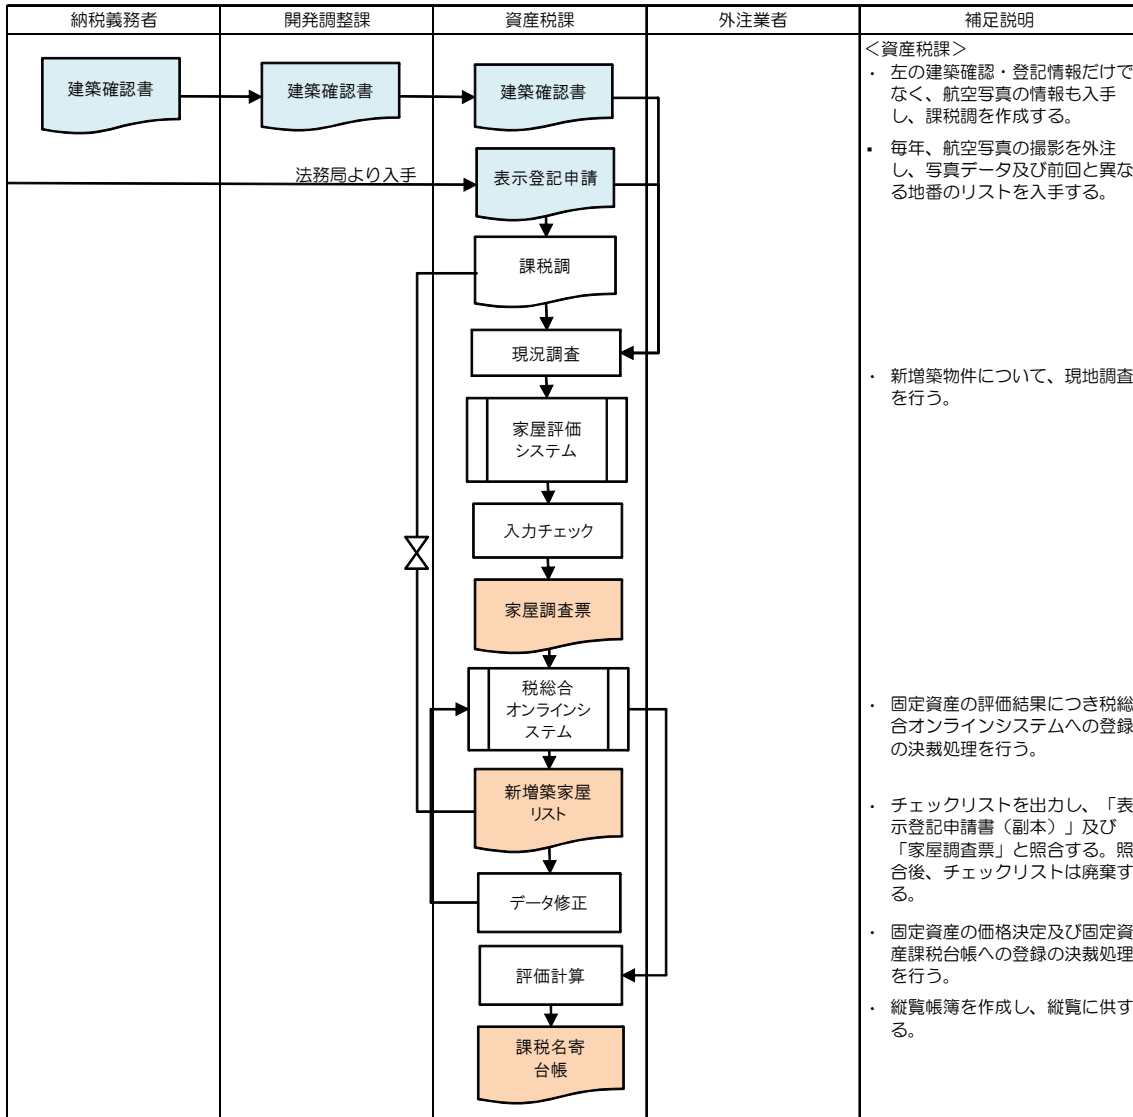 納税義務者
開発調整課
資産税課
外注業者
補足説明
建築確認書
建築確認書
建築確認書
法務局より入手
表示登記申請
課税調
現況調査
家屋評価
システム
入力チェック
家屋調査票
税総合
オンラインシ
ステム
新増築家屋
リスト
データ修正
評価計算
課税名寄
台帳
＜資産税課＞
・ 左の建築確認・登記情報だけで
なく、航空写真の情報も入手
し、課税調を作成する。
▪ 毎年、航空写真の撮影を外注
し、写真データ及び前回と異な
る地番のリストを入手する。
・ 新増築物件について、現地調査
を行う。
・ 固定資産の評価結果につき税総
合オンラインシステムへの登録
の決裁処理を行う。
・ チェックリストを出力し、「表
示登記申請書（副本）」及び
「家屋調査票」と照合する。照
合後、チェックリストは廃棄す
る。
・ 固定資産の価格決定及び固定資
産課税台帳への登録の決裁処理
を行う。
・ 縦覧帳簿を作成し、縦覧に供す
る。